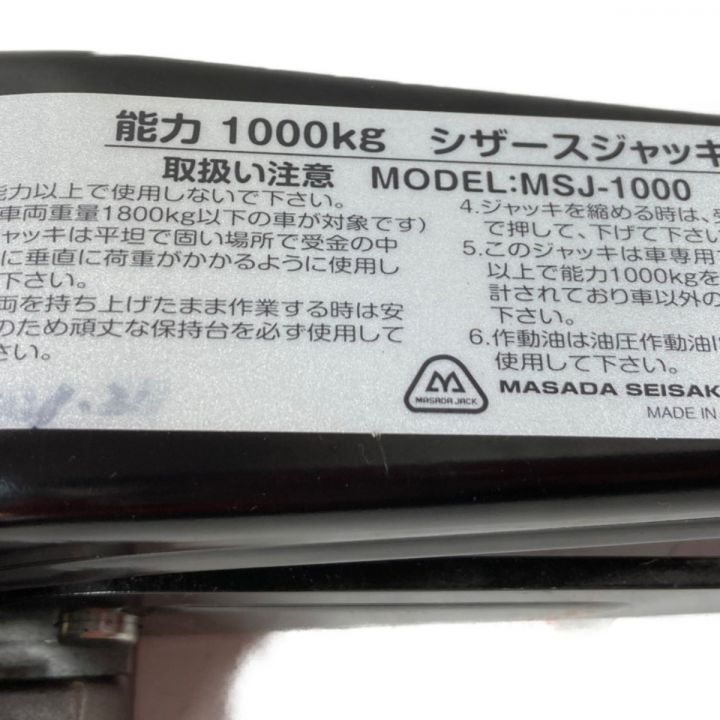 能力 1000kg シザースジャッキ
取扱い注意 MODEL:MSJ-1000
能力以上で使用しないで下さい。
車両重量1800kg以下の車が対象です)
ャッキは平坦で固い場所で受金の中
に垂直に荷重がかかるように使用し
下さい。
両を持ち上げたまま作業する時は安
のため頑丈な保持台を必ず使用して
さい。
4.ジャッキを縮める時は、
で押して、下げて下さい
5.このジャッキは車専用
以上で能力1000kgを
計されており車以外の
下さい。
6.作動油は油圧作動油
使用して下さい。
MASADA JACK
MASADA SEISAK
MADE IN